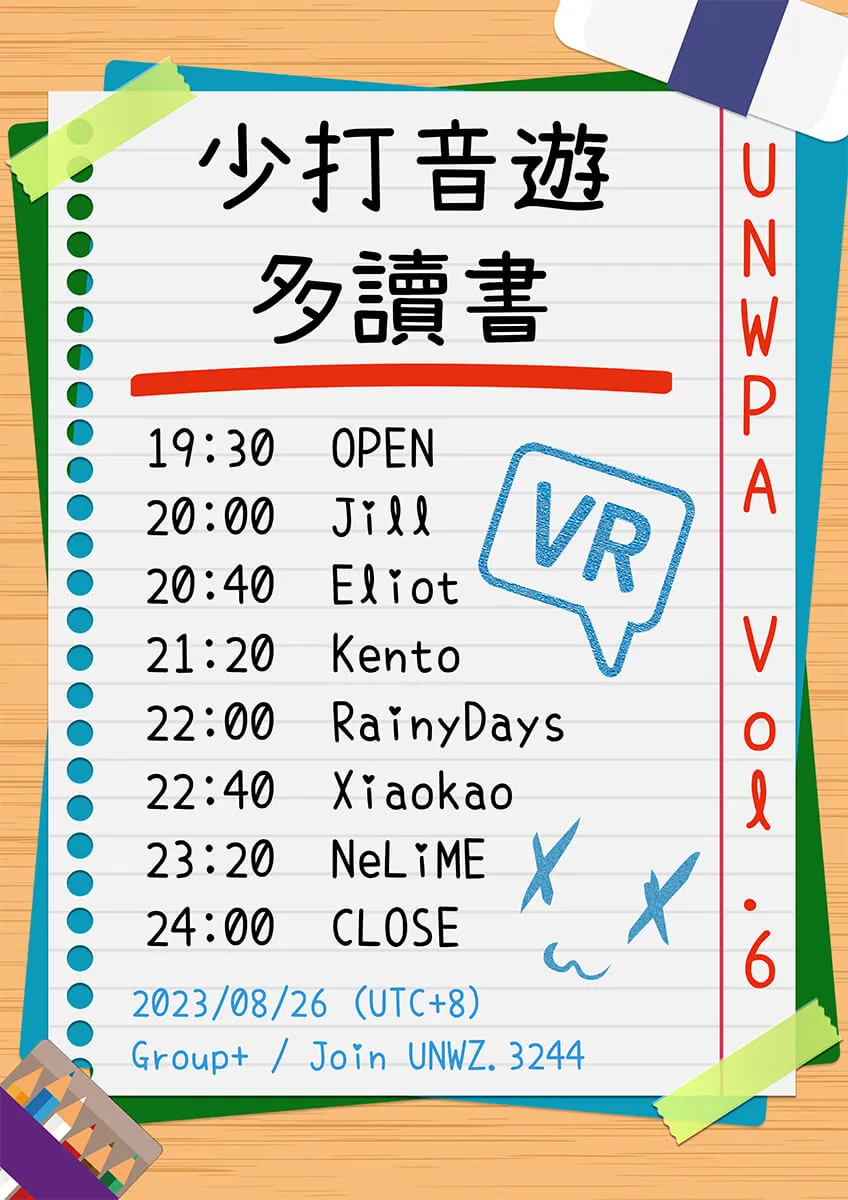 少打音遊
多讀書
19:30 OPEN
20:00 Jill
20:40 Eliot
21:20 Kento
22:00 RainyDays
22:40 Xiaokao
23:20 NeLiME
24:00 CLOSE
VR
2023/08/26 (UTC+8)
Group+ / Join UNWZ.3244
UNWPA Vol.6